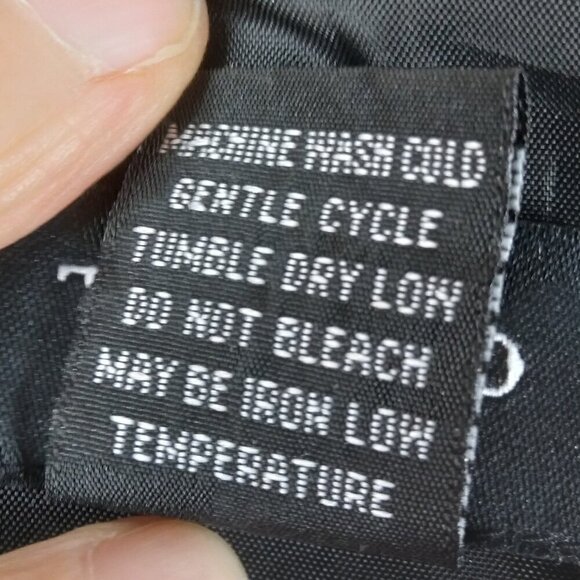 MACHINE WASH COLD
GENTLE CYCLE
TUMBLE DRY LOW
DO NOT BLEACH
MAY BE IRON LOW
TEMPERATURE